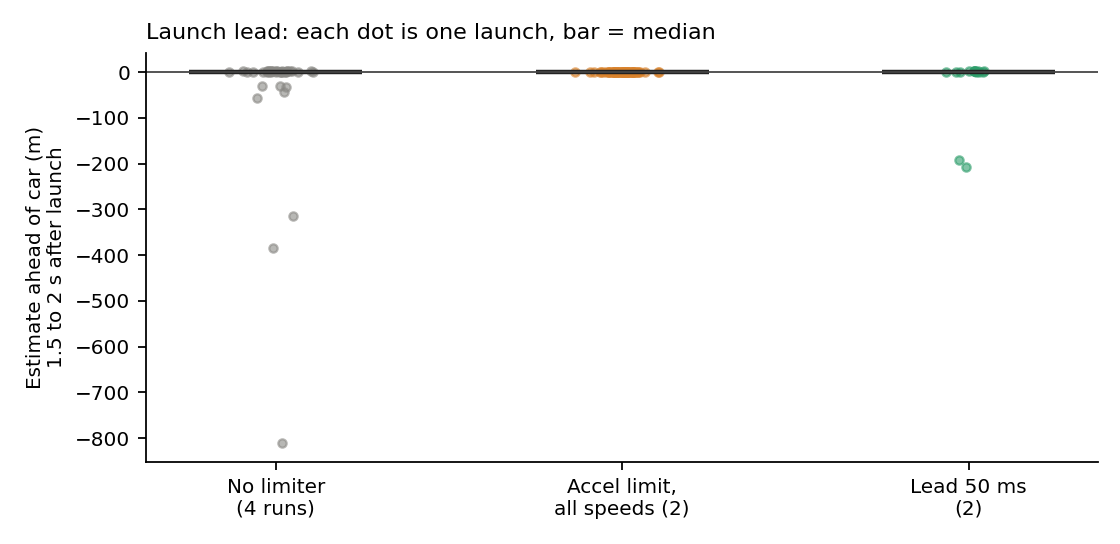 Launch lead: each dot is one launch, bar = median
Estimate ahead of car (m)
1.5 to 2 s after launch
0
−100
−200
−300
−400
−500
−600
−700
−800
No limiter
(4 runs)
Accel limit,
all speeds (2)
Lead 50 ms
(2)